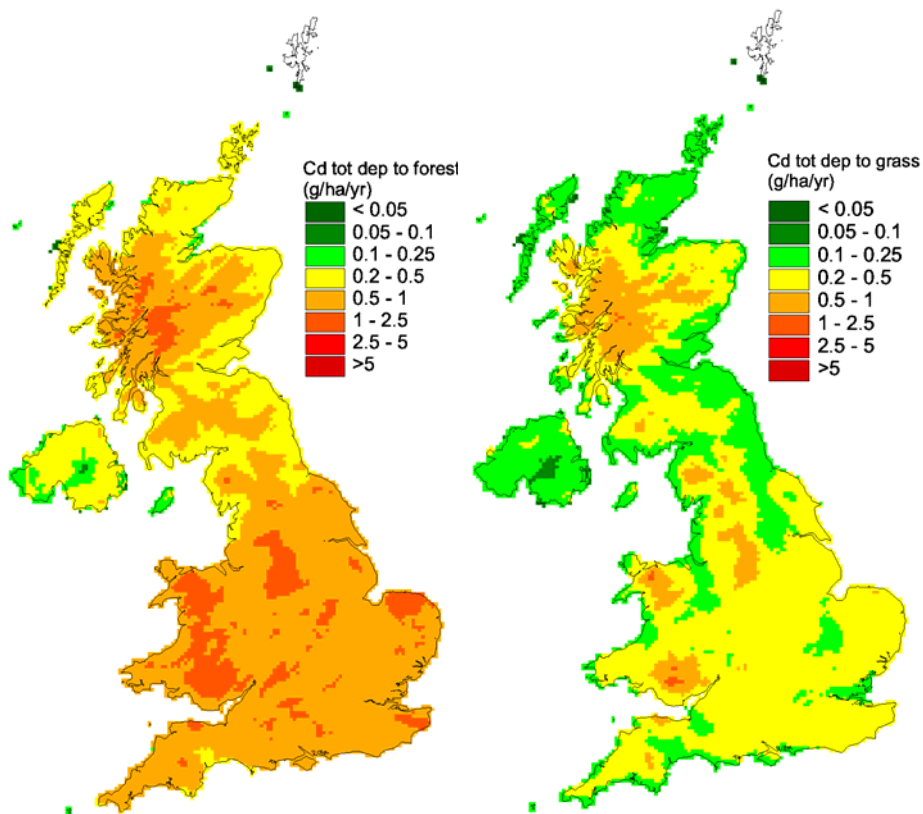 Cd tot dep to forest
(g/ha/yr)
< 0.05
0.05 - 0.1
0.1 - 0.25
0.2 - 0.5
0.5 - 1
1 - 2.5
2.5 - 5
>5
Cd tot dep to grass
(g/ha/yr)
< 0.05
0.05 - 0.1
0.1 - 0.25
0.2 - 0.5
0.5 - 1
1 - 2.5
2.5 - 5
>5